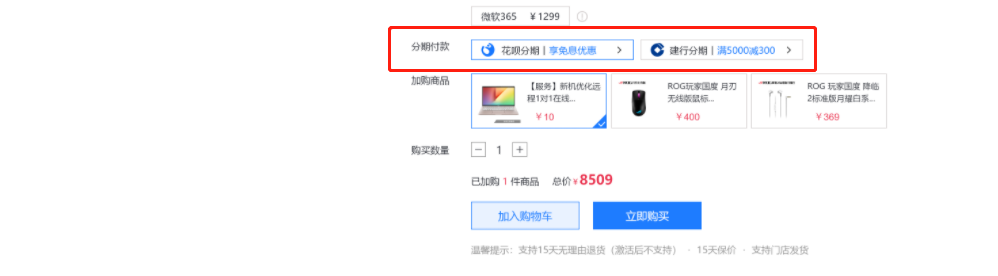 微软365 ￥1299
分期付款 花呗分期 | 享免息优惠 > 建行分期 | 满5000减300 >
加购商品
【服务】新机优化远
程1对1在线...
￥10
ROG玩家国度 月刃
无线版鼠标...
￥400
ROG 玩家国度 降临
2标准版月耀白系...
￥369
购买数量 − 1 +
已加购 1 件商品 总价￥8509
加入购物车 立即购买
温馨提示：支持15天无理由退货（激活后不支持） · 15天保价 · 支持门店发货